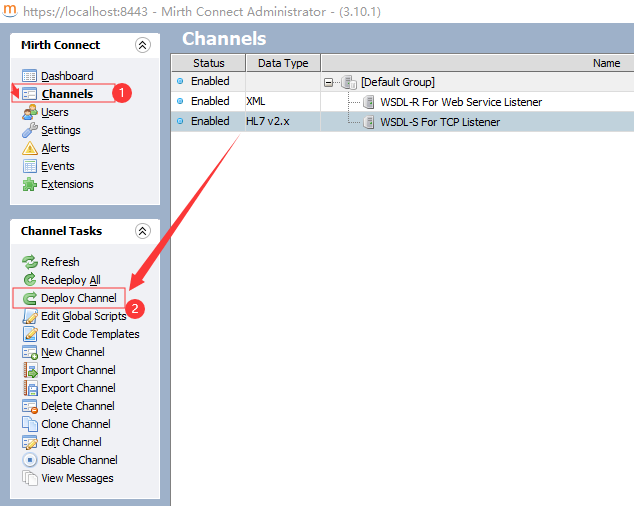 https://localhost:8443 - Mirth Connect Administrator - (3.10.1)
Mirth Connect
Dashboard
Channels
1
Users
Settings
Alerts
Events
Extensions
Channel Tasks
Refresh
Redeploy All
Deploy Channel
2
Edit Global Scripts
Edit Code Templates
New Channel
Import Channel
Export Channel
Delete Channel
Clone Channel
Edit Channel
Disable Channel
View Messages
Channels
Status Data Type Name
Enabled [Default Group]
Enabled XML WSDL-R For Web Service Listener
Enabled HL7 v2.x WSDL-S For TCP Listener